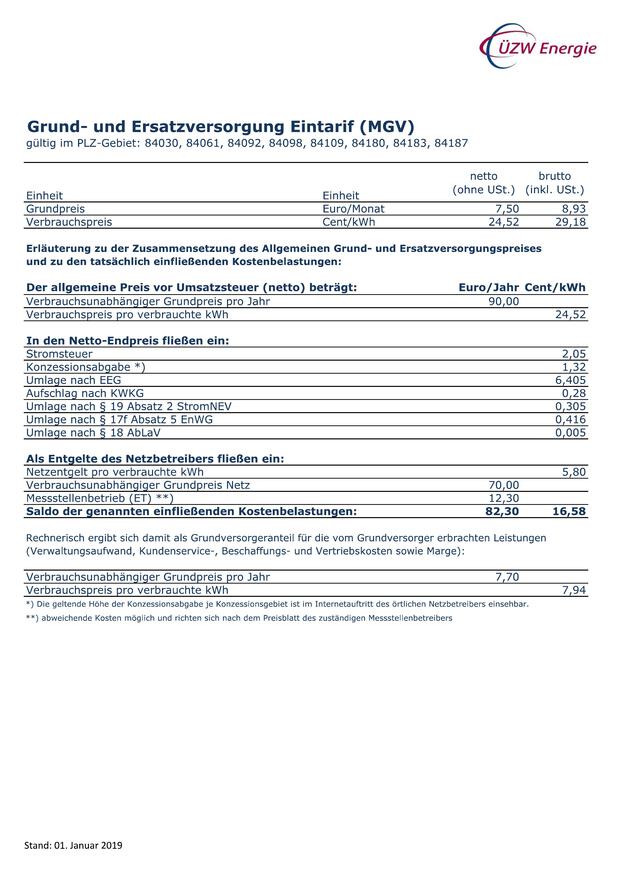 ÜZW Energie
Grund- und Ersatzversorgung Eintarif (MGV)
gültig im PLZ-Gebiet: 84030, 84061, 84092, 84098, 84109, 84180, 84183, 84187
netto brutto
Einheit Einheit (ohne USt.) (inkl. USt.)
Grundpreis Euro/Monat 7,50 8,93
Verbrauchspreis Cent/kWh 24,52 29,18
Erläuterung zu der Zusammensetzung des Allgemeinen Grund- und Ersatzversorgungspreises
und zu den tatsächlich einfließenden Kostenbelastungen:
Der allgemeine Preis vor Umsatzsteuer (netto) beträgt: Euro/Jahr Cent/kWh
Verbrauchsunabhängiger Grundpreis pro Jahr 90,00
Verbrauchspreis pro verbrauchte kWh 24,52
In den Netto-Endpreis fließen ein:
Stromsteuer 2,05
Konzessionsabgabe *) 1,32
Umlage nach EEG 6,405
Aufschlag nach KWKG 0,28
Umlage nach § 19 Absatz 2 StromNEV 0,305
Umlage nach § 17f Absatz 5 EnWG 0,416
Umlage nach § 18 AbLaV 0,005
Als Entgelte des Netzbetreibers fließen ein:
Netzentgelt pro verbrauchte kWh 5,80
Verbrauchsunabhängiger Grundpreis Netz 70,00
Messstellenbetrieb (ET) **) 12,30
Saldo der genannten einfließenden Kostenbelastungen: 82,30 16,58
Rechnerisch ergibt sich damit als Grundversorgeranteil für die vom Grundversorger erbrachten Leistungen
(Verwaltungsaufwand, Kundenservice-, Beschaffungs- und Vertriebskosten sowie Marge):
Verbrauchsunabhängiger Grundpreis pro Jahr 7,70
Verbrauchspreis pro verbrauchte kWh 7,94
*) Die geltende Höhe der Konzessionsabgabe je Konzessionsgebiet ist im Internetauftritt des örtlichen Netzbetreibers einsehbar.
**) abweichende Kosten möglich und richten sich nach dem Preisblatt des zuständigen Messstellenbetreibers
Stand: 01. Januar 2019